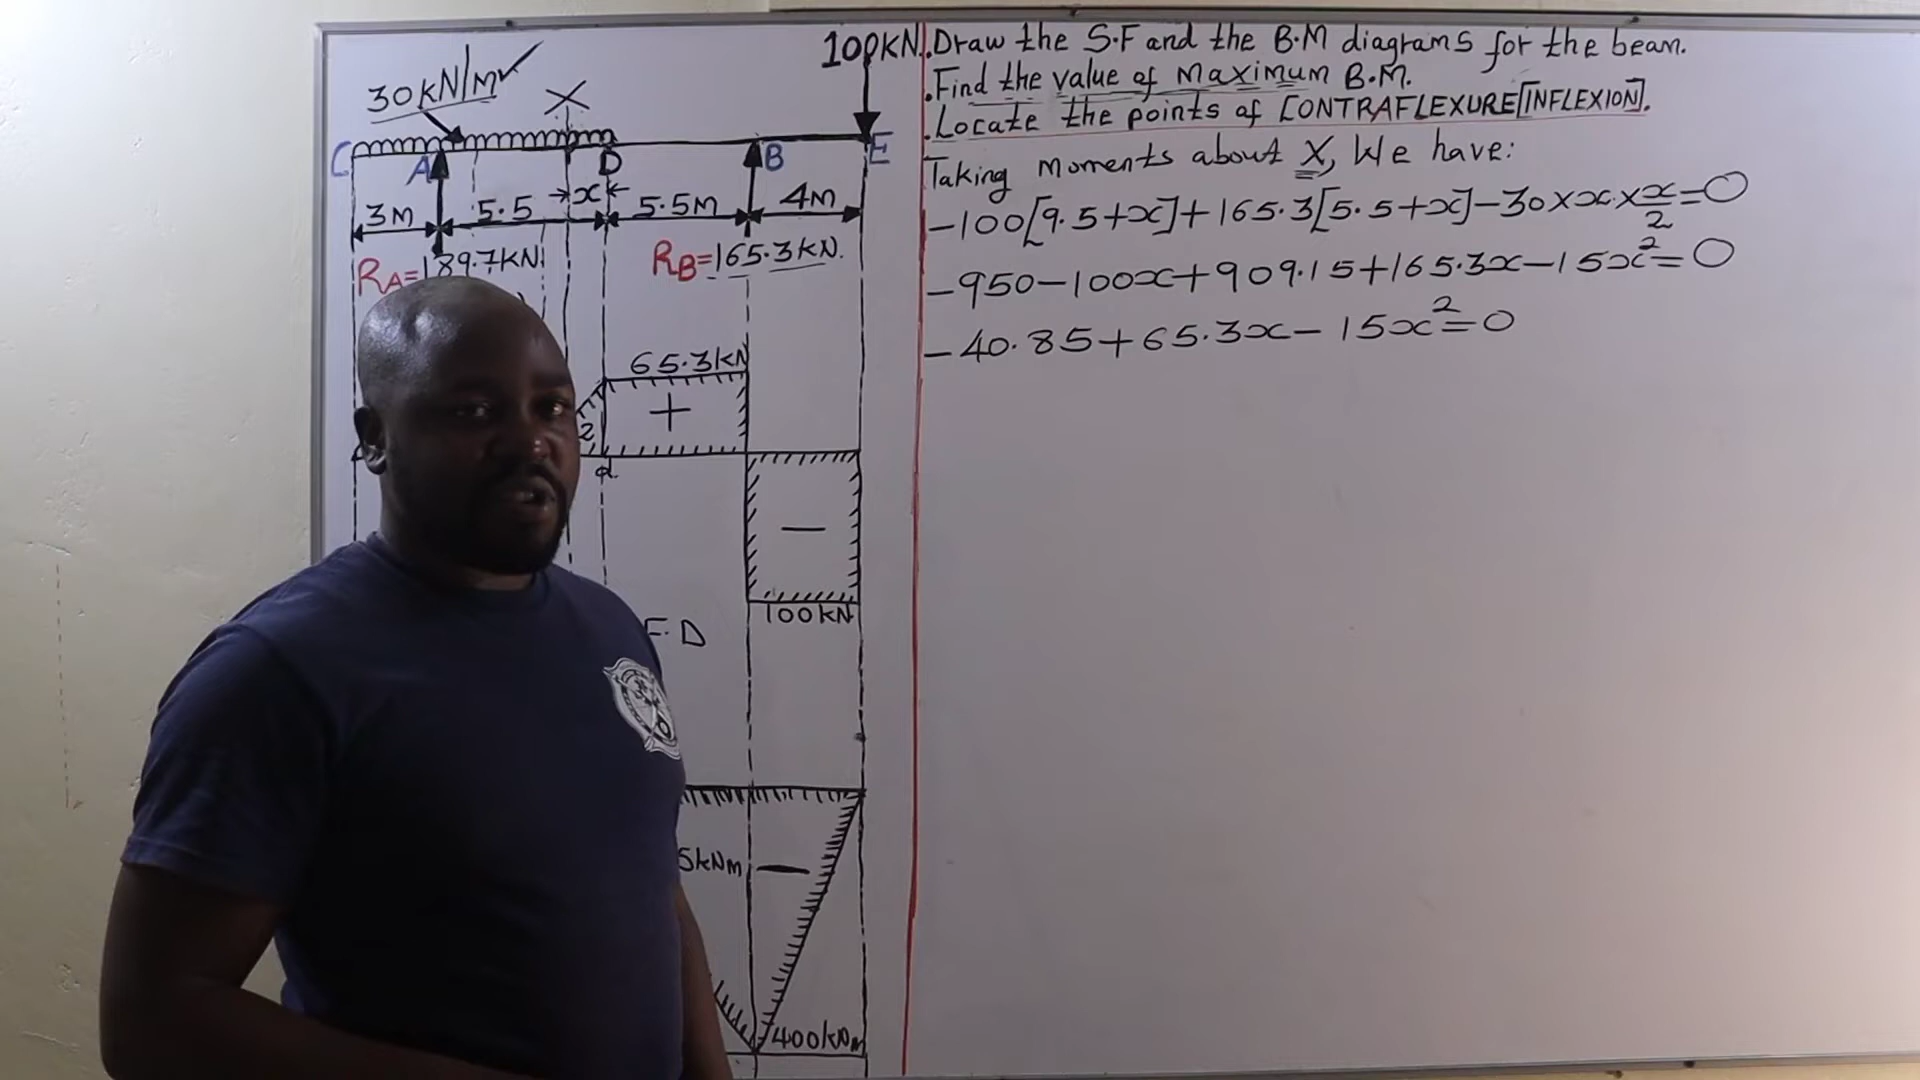 100KN
.Draw the S.F and the B.M diagrams for the beam.
.Find the value of maximum B.M.
.Locate the points of CONTRAFLEXURE[INFLEXION].
30kN/m
X
C A D B E
3m 5.5 x 5.5m 4m
RA=189.7KN
RB=165.3KN.
Taking moments about X, We have:
-100[9.5+x]+165.3[5.5+x]-30×x×x/2=0
-950-100x+909.15+165.3x-15x²=0
-40.85+65.3x-15x²=0
65.3kN
+
2
d
-
100kN
F.D
5kNm
-
400kNm